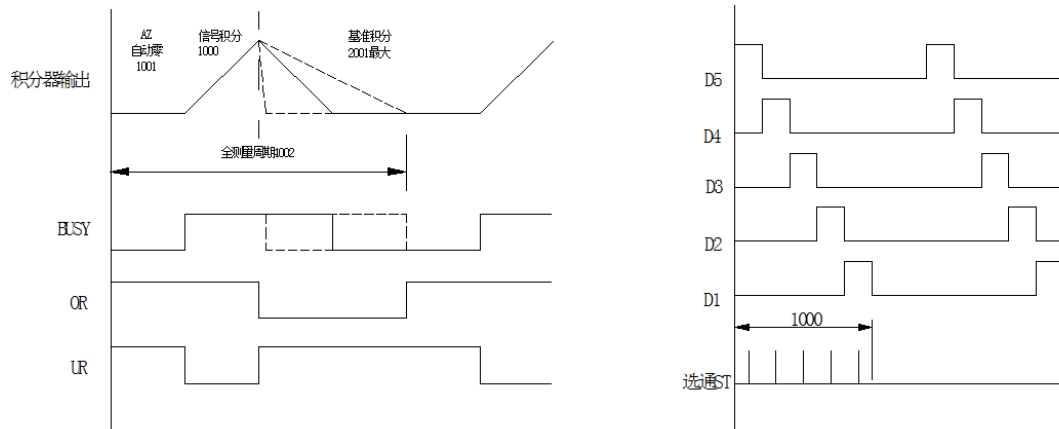 AZ
自动零
1001
信号积分
1000
基准积分
2001最大
积分器输出
全测量周期1002
BUSY
OR
UR
D5
D4
D3
D2
D1
1000
选通ST